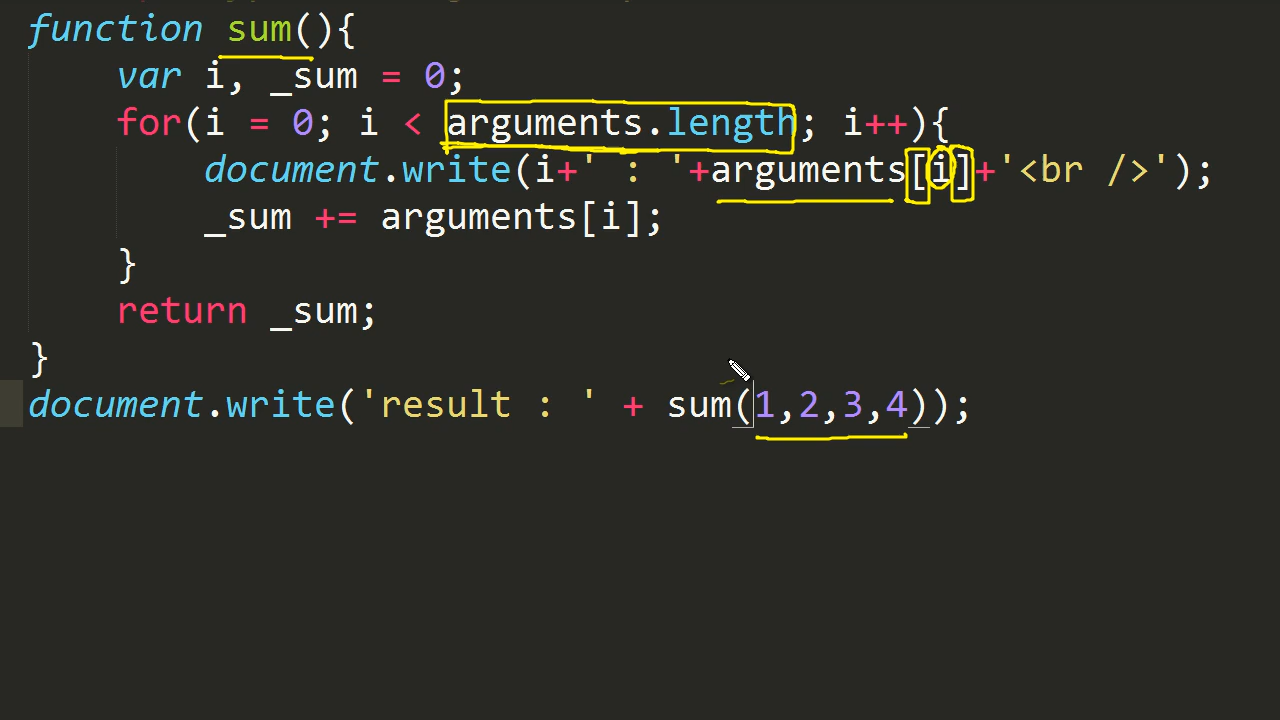 function sum(){
var i, _sum = 0;
for(i = 0; i < arguments.length; i++){
document.write(i+' : '+arguments[i]+'<br />');
_sum += arguments[i];
}
return _sum;
}
document.write('result : ' + sum(1,2,3,4));